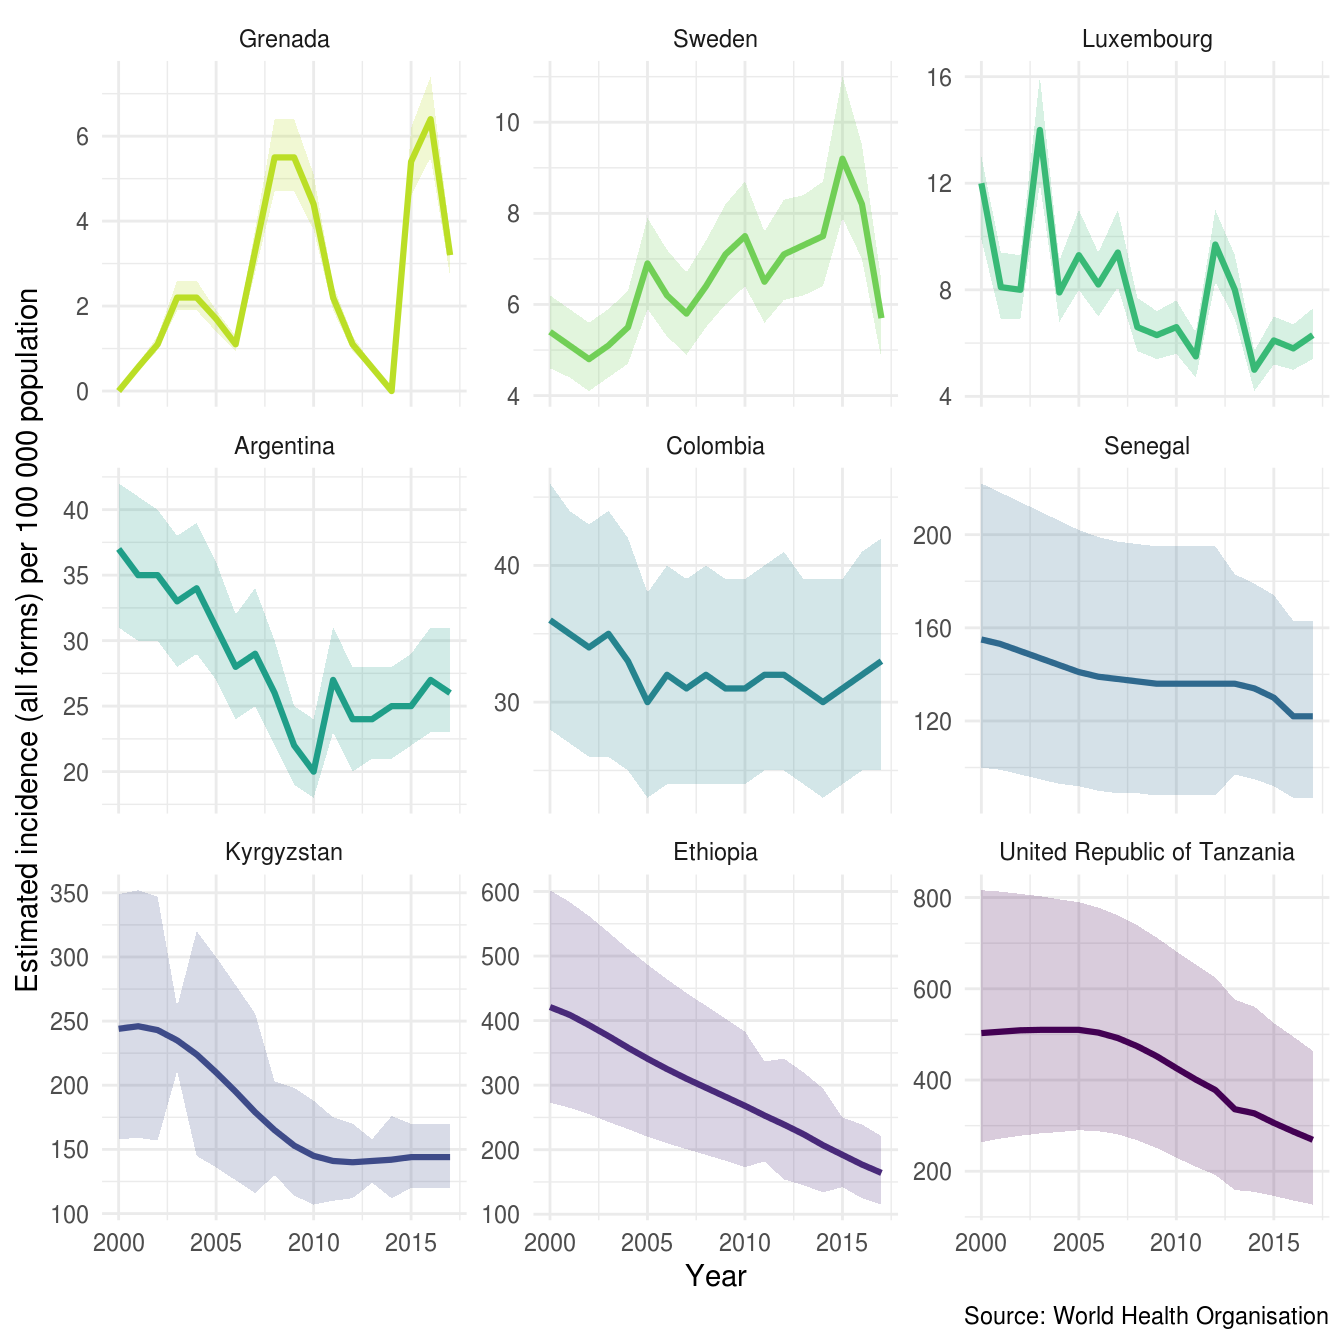 Grenada
Sweden
Luxembourg
6
4
2
0
10
8
6
4
16
12
8
4
Argentina
Colombia
Senegal
40
35
30
25
20
40
30
200
160
120
Kyrgyzstan
Ethiopia
United Republic of Tanzania
350
300
250
200
150
100
600
500
400
300
200
100
800
600
400
200
2000 2005 2010 2015
2000 2005 2010 2015
2000 2005 2010 2015
Estimated incidence (all forms) per 100 000 population
Year
Source: World Health Organisation